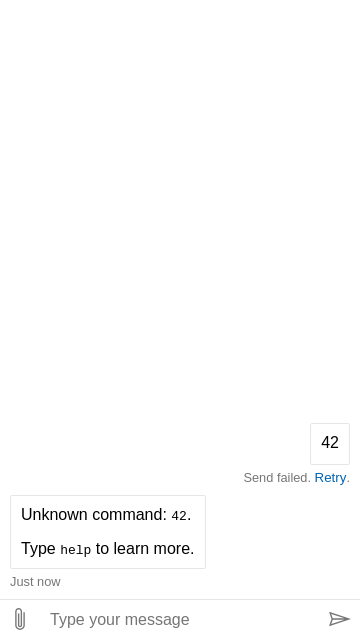 42
Send failed. Retry.
Unknown command: 42.
Type help to learn more.
Just now
Type your message